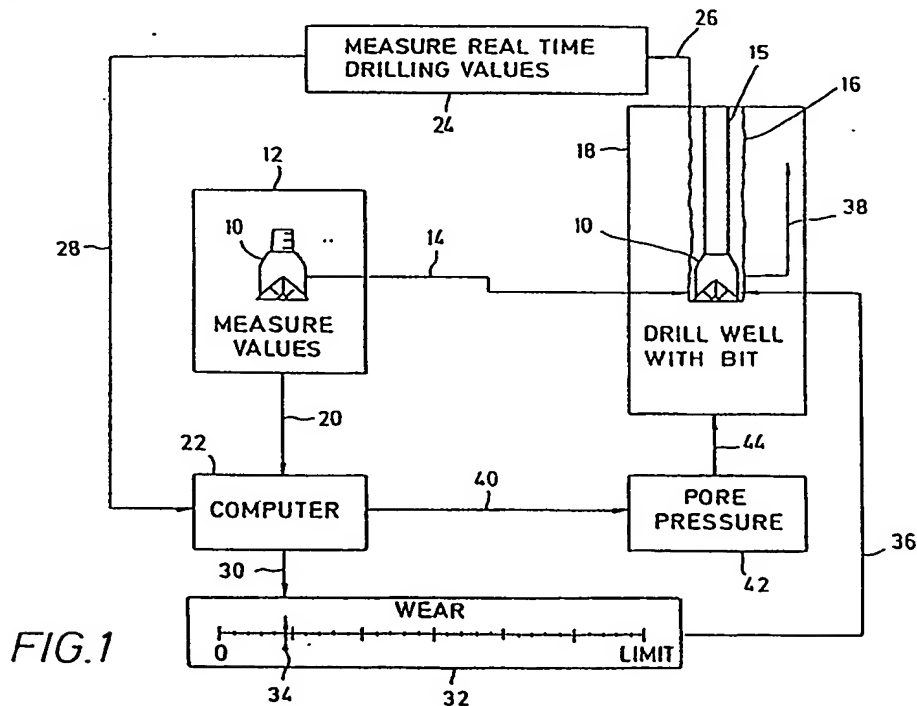 MEASURE REAL TIME
DRILLING VALUES
24
26
15
16
18
12
10
14
10
38
28
MEASURE
VALUES
DRILL WELL
WITH BIT
20
22
44
COMPUTER
40
PORE
PRESSURE
42
36
30
WEAR
0
LIMIT
34
32
FIG.1